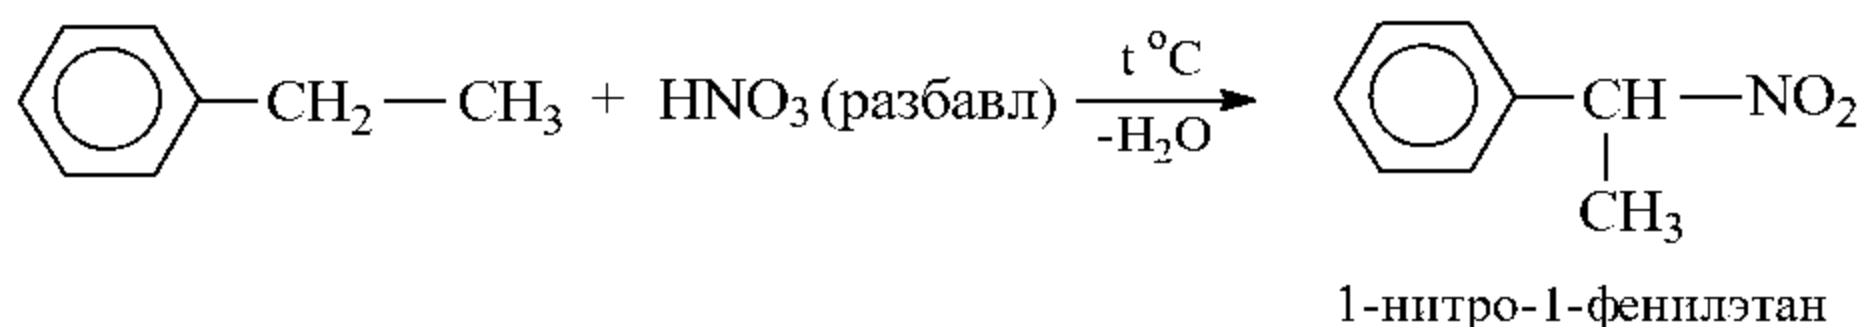 CH₂—CH₃ + HNO₃ (разбавл) t °C -H₂O CH—NO₂
CH₃
1-нитро-1-фенилэтан